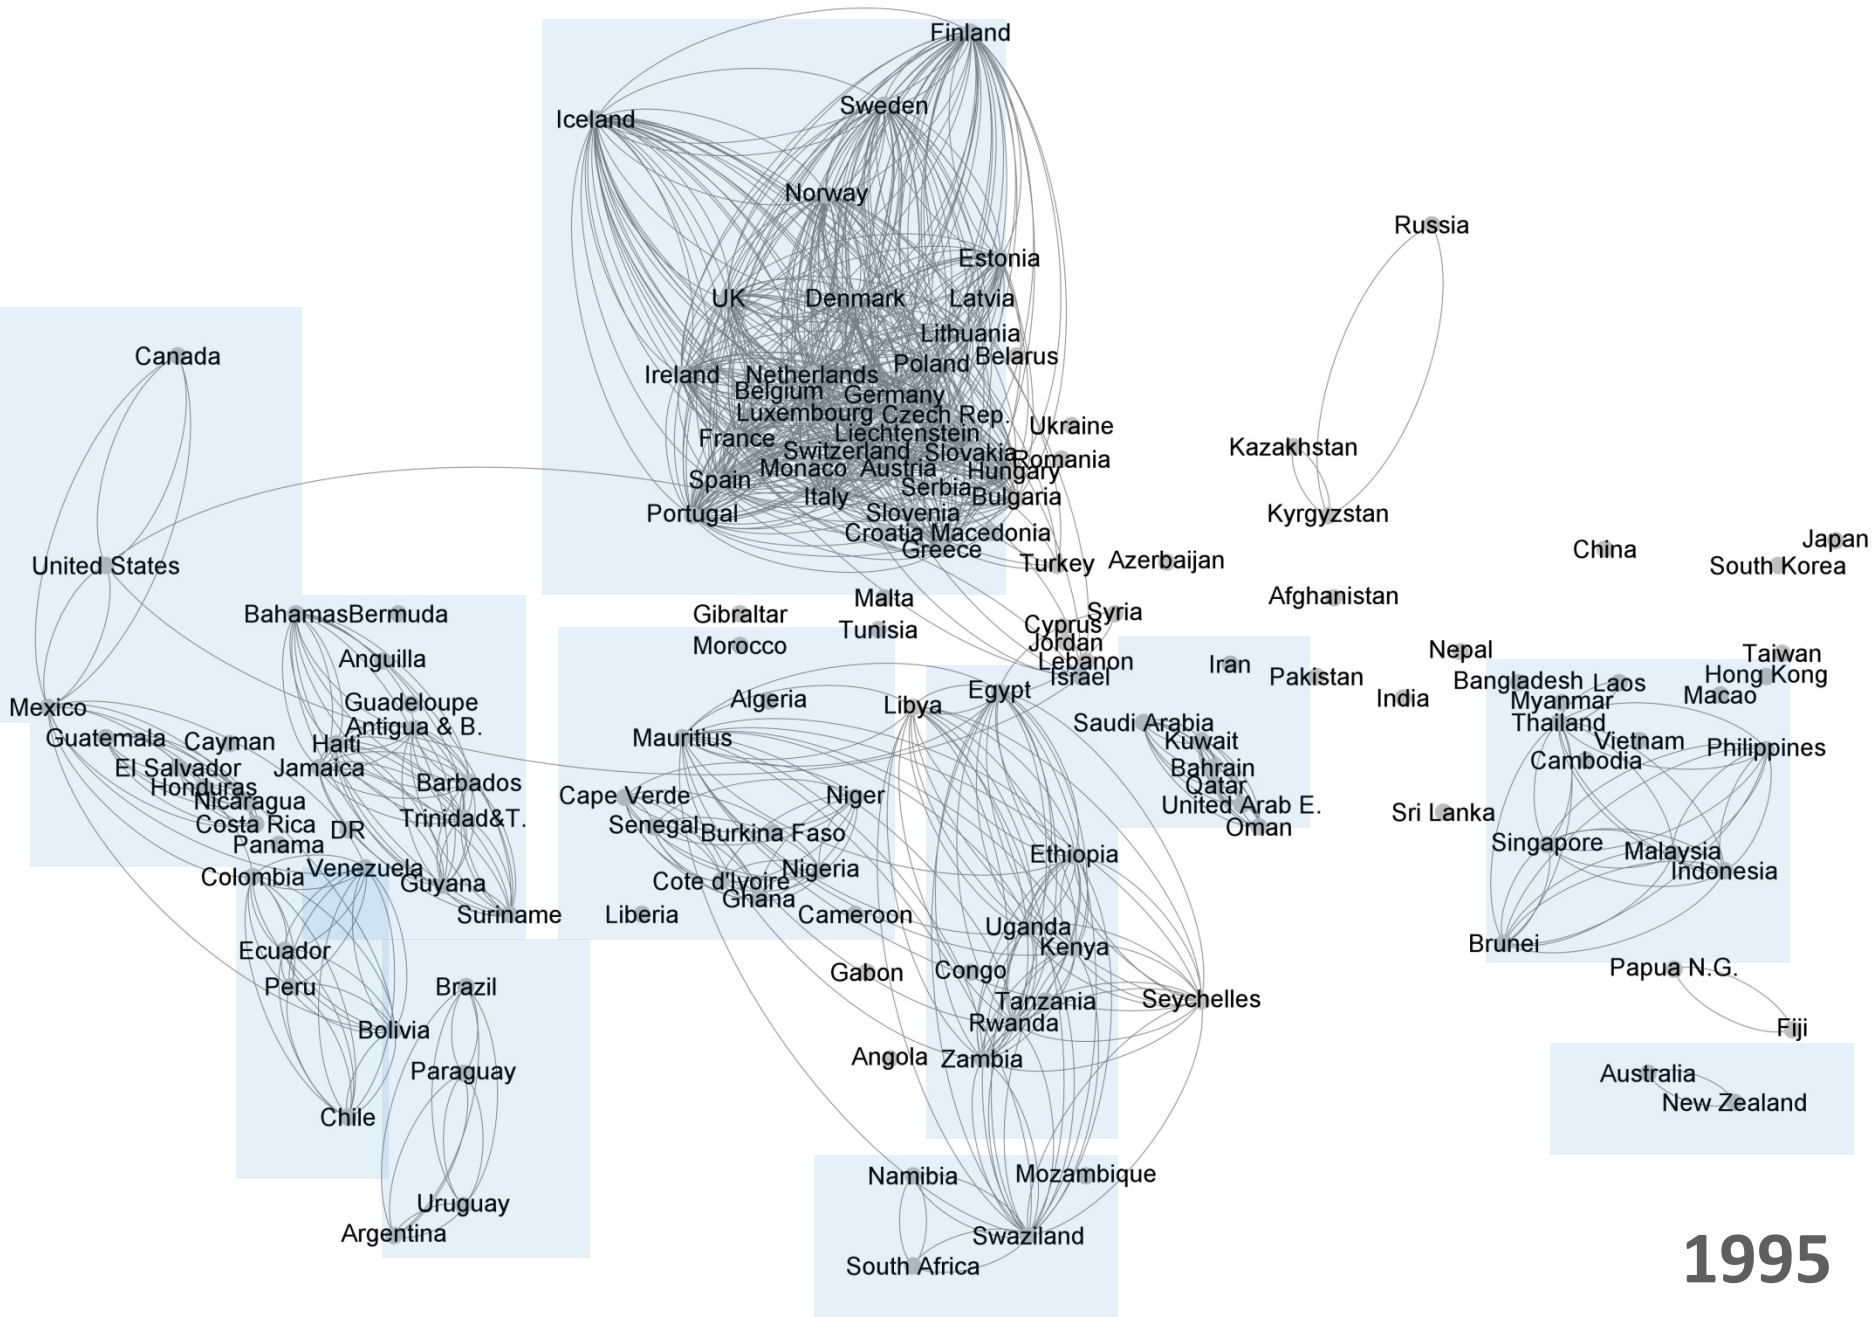 Finland
Sweden
Iceland
Norway
Russia
Estonia
UK
Denmark
Latvia
Lithuania
Canada
Poland
Belarus
Ireland
Netherlands
Belgium
Germany
Luxembourg
Czech Rep.
Ukraine
France
Liechtenstein
Kazakhstan
Switzerland
Slovakia
Romania
Monaco
Austria
Hungary
Spain
Serbia
Italy
Bulgaria
Portugal
Slovenia
Kyrgyzstan
Croatia
Macedonia
Japan
Greece
China
United States
Turkey
Azerbaijan
South Korea
Malta
Afghanistan
Bahamas
Bermuda
Gibraltar
Syria
Tunisia
Cyprus
Morocco
Jordan
Nepal
Taiwan
Anguilla
Lebanon
Iran
Israel
Pakistan
Hong Kong
Bangladesh
Laos
Egypt
Algeria
India
Macao
Guadeloupe
Myanmar
Mexico
Libya
Antigua & B.
Saudi Arabia
Thailand
Guatemala
Cayman
Haiti
Mauritius
Kuwait
Vietnam
Philippines
El Salvador
Jamaica
Bahrain
Cambodia
Honduras
Barbados
Cape Verde
Niger
Qatar
Nicaragua
United Arab E.
Costa Rica
Trinidad&T.
Senegal
Sri Lanka
DR
Burkina Faso
Oman
Panama
Singapore
Malaysia
Venezuela
Nigeria
Ethiopia
Indonesia
Colombia
Guyana
Cote d'Ivoire
Ghana
Suriname
Liberia
Cameroon
Uganda
Brunei
Ecuador
Kenya
Papua N.G.
Gabon
Congo
Peru
Brazil
Tanzania
Seychelles
Rwanda
Bolivia
Fiji
Angola
Zambia
Paraguay
Australia
New Zealand
Chile
Namibia
Mozambique
Uruguay
Argentina
Swaziland
South Africa
1995